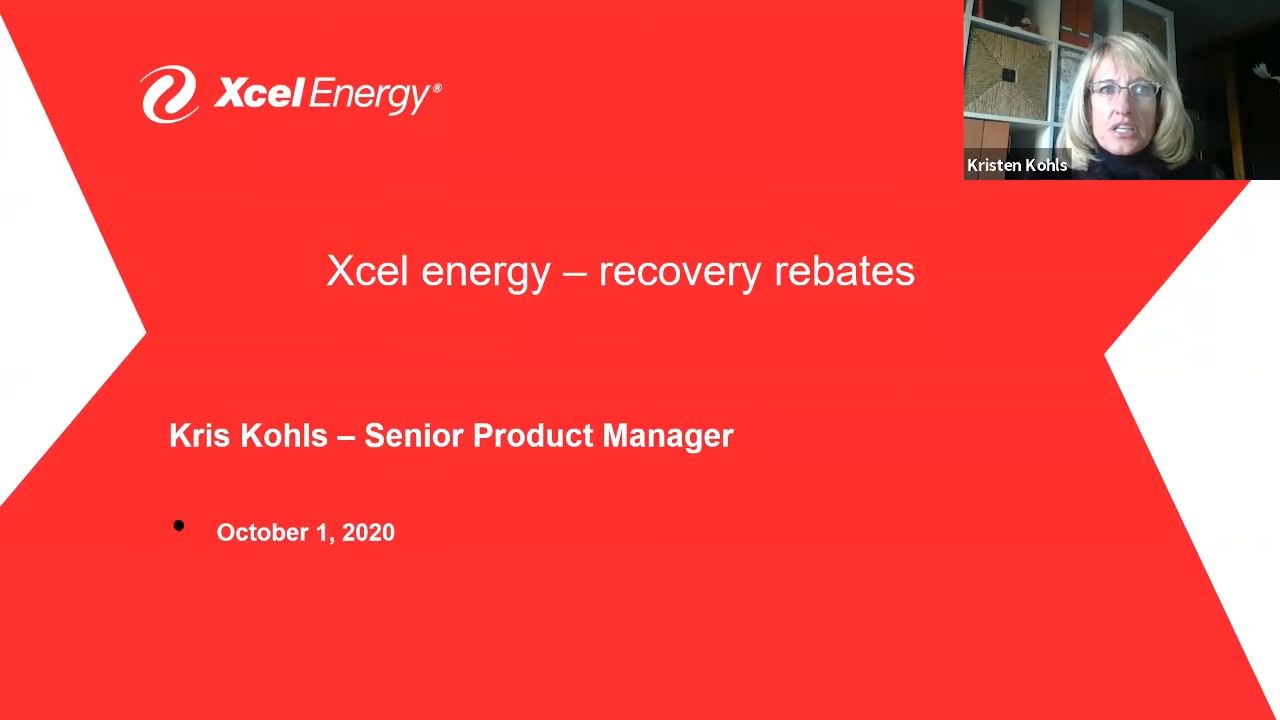 Xcel Energy®
Kristen Kohls
Xcel energy – recovery rebates
Kris Kohls – Senior Product Manager
• October 1, 2020